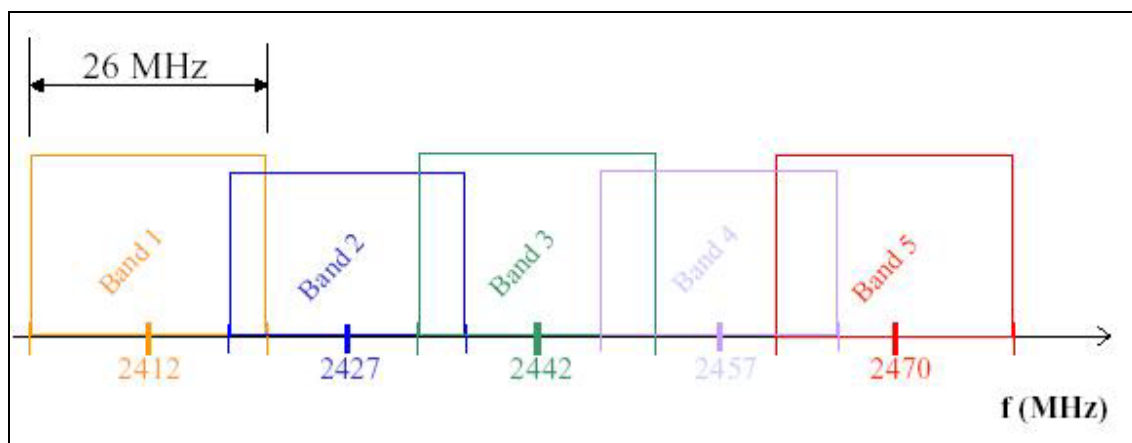 26 MHz
Band 1
Band 2
Band 3
Band 4
Band 5
2412 2427 2442 2457 2470
f (MHz)